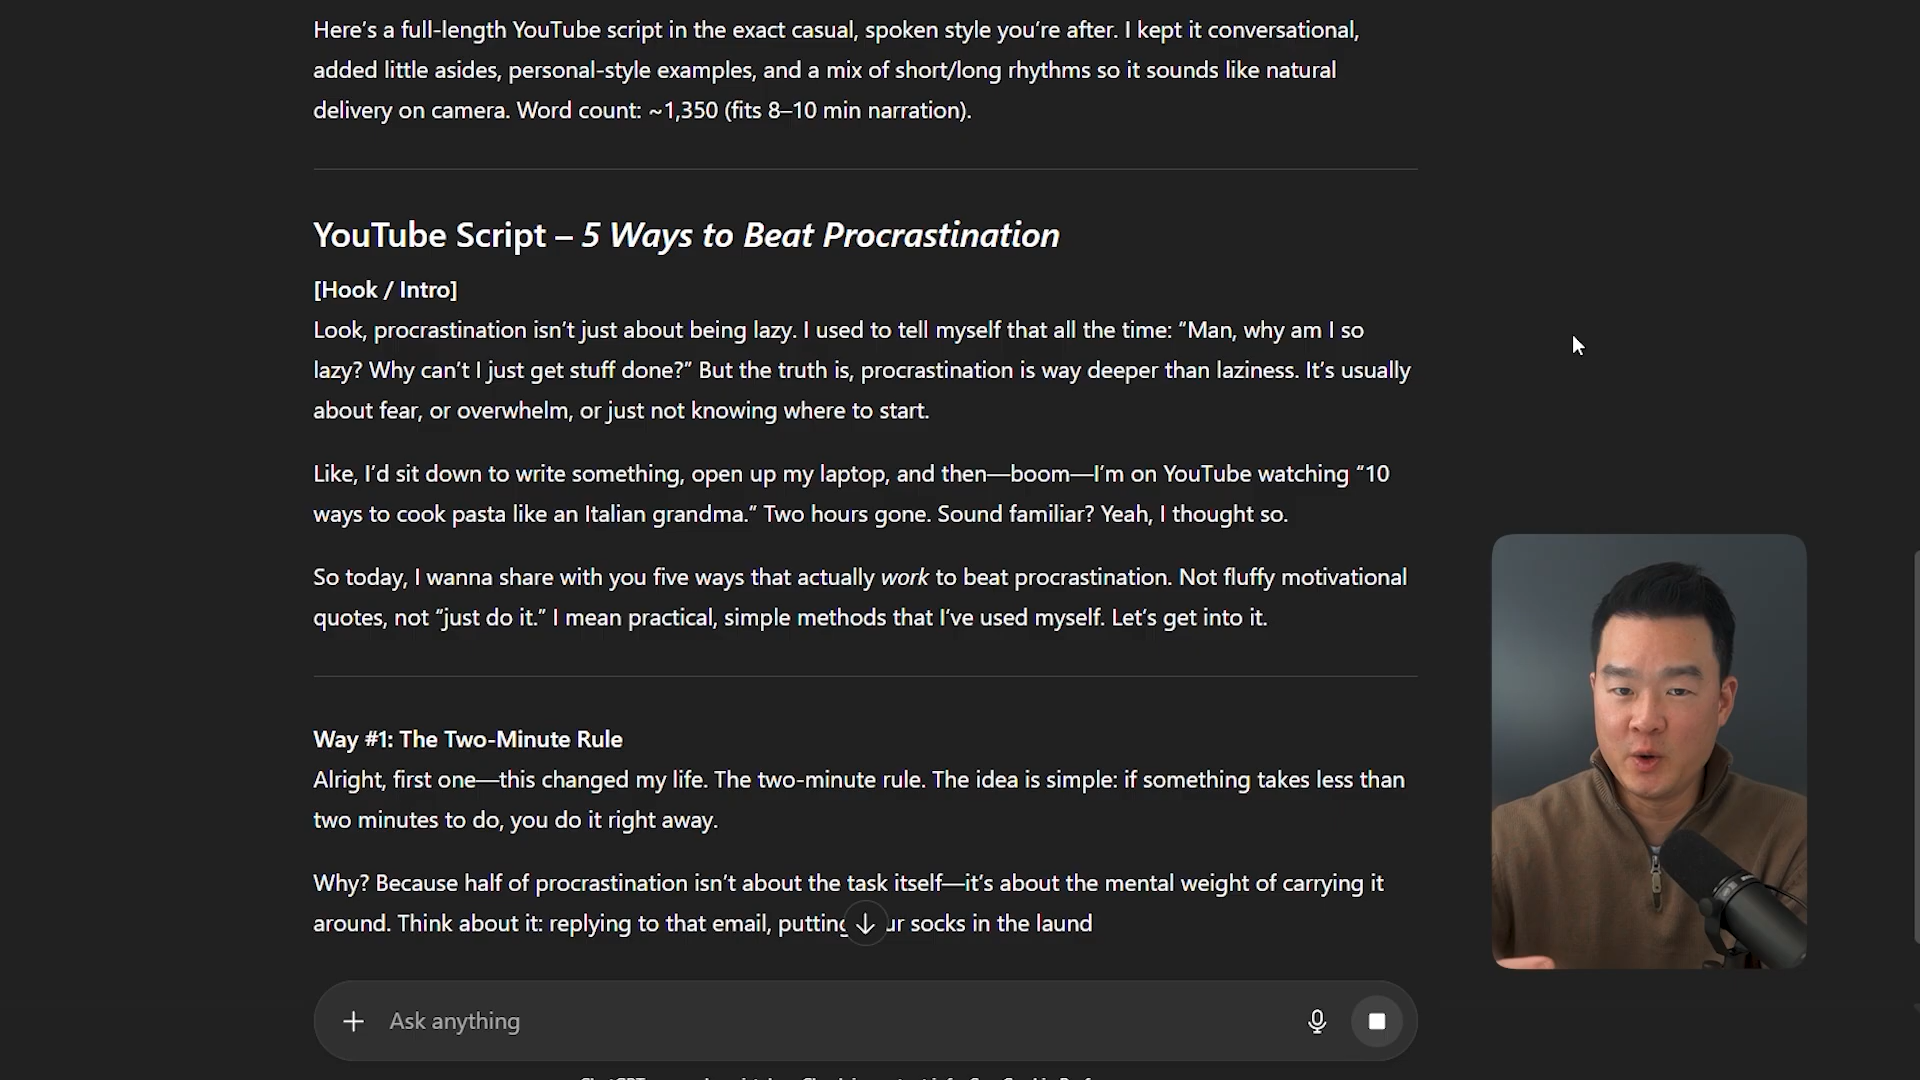 Here’s a full-length YouTube script in the exact casual, spoken style you’re after. I kept it conversational,
added little asides, personal-style examples, and a mix of short/long rhythms so it sounds like natural
delivery on camera. Word count: ~1,350 (fits 8–10 min narration).
YouTube Script – 5 Ways to Beat Procrastination
[Hook / Intro]
Look, procrastination isn’t just about being lazy. I used to tell myself that all the time: “Man, why am I so
lazy? Why can’t I just get stuff done?” But the truth is, procrastination is way deeper than laziness. It’s usually
about fear, or overwhelm, or just not knowing where to start.
Like, I’d sit down to write something, open up my laptop, and then—boom—I’m on YouTube watching “10
ways to cook pasta like an Italian grandma.” Two hours gone. Sound familiar? Yeah, I thought so.
So today, I wanna share with you five ways that actually work to beat procrastination. Not fluffy motivational
quotes, not “just do it.” I mean practical, simple methods that I’ve used myself. Let’s get into it.
Way #1: The Two-Minute Rule
Alright, first one—this changed my life. The two-minute rule. The idea is simple: if something takes less than
two minutes to do, you do it right away.
Why? Because half of procrastination isn’t about the task itself—it’s about the mental weight of carrying it
around. Think about it: replying to that email, putting ur socks in the laund
Ask anything